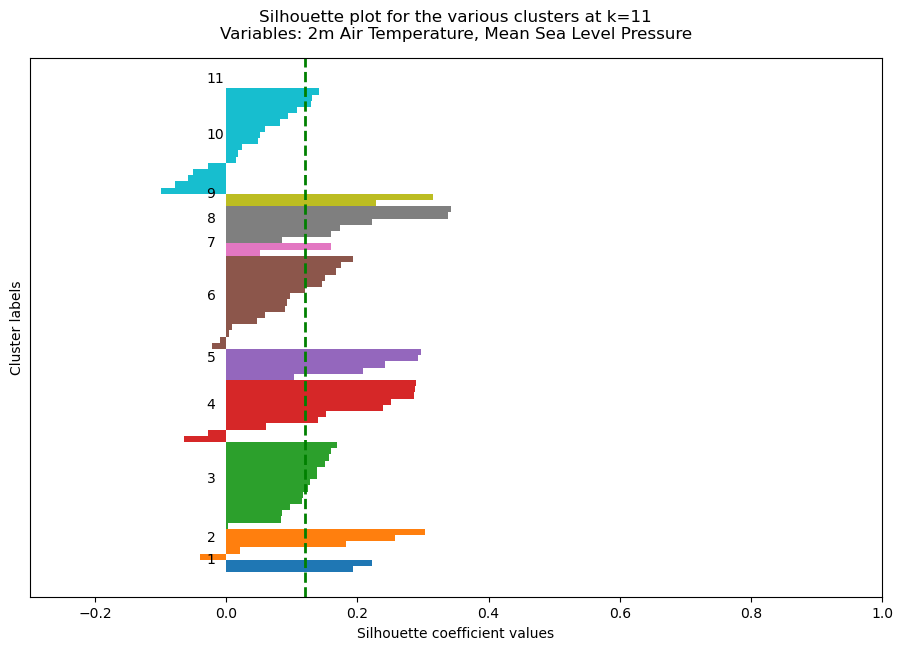 Silhouette plot for the various clusters at k=11
Variables: 2m Air Temperature, Mean Sea Level Pressure
Cluster labels
11
10
9
8
7
6
5
4
3
2
1
−0.2 0.0 0.2 0.4 0.6 0.8 1.0
Silhouette coefficient values